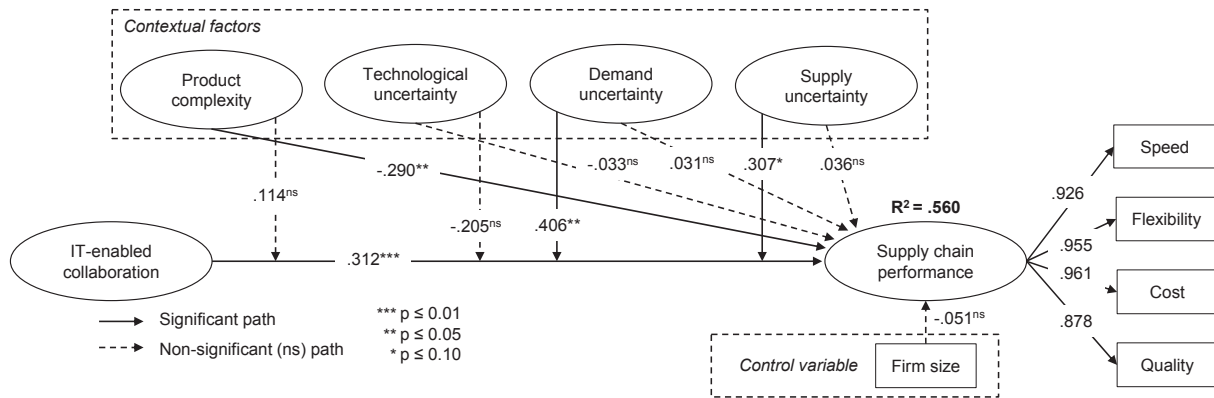 Contextual factors
Product
complexity
Technological
uncertainty
Demand
uncertainty
Supply
uncertainty
-.290**
-.033ns
.031ns
.307*
.036ns
.114ns
-.205ns
.406**
R² = .560
IT-enabled
collaboration
.312***
Supply chain
performance
.926
.955
.961
.878
Speed
Flexibility
Cost
Quality
Significant path
Non-significant (ns) path
*** p ≤ 0.01
** p ≤ 0.05
* p ≤ 0.10
-.051ns
Control variable
Firm size